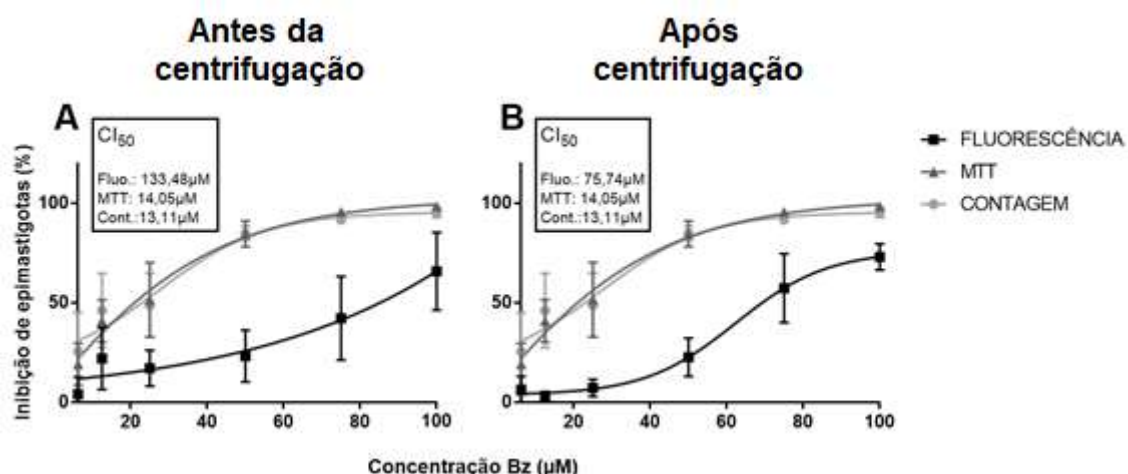 Antes da
centrifugação
Após
centrifugação
A
CI50
Fluo.: 133,48µM
MTT: 14,05µM
Cont.:13,11µM
B
CI50
Fluo.: 75,74µM
MTT: 14,05µM
Cont.:13,11µM
FLUORESCÊNCIA
MTT
CONTAGEM
Inibição de epimastigotas (%)
100
50
0
20
40
60
80
100
100
50
0
20
40
60
80
100
Concentração Bz (µM)